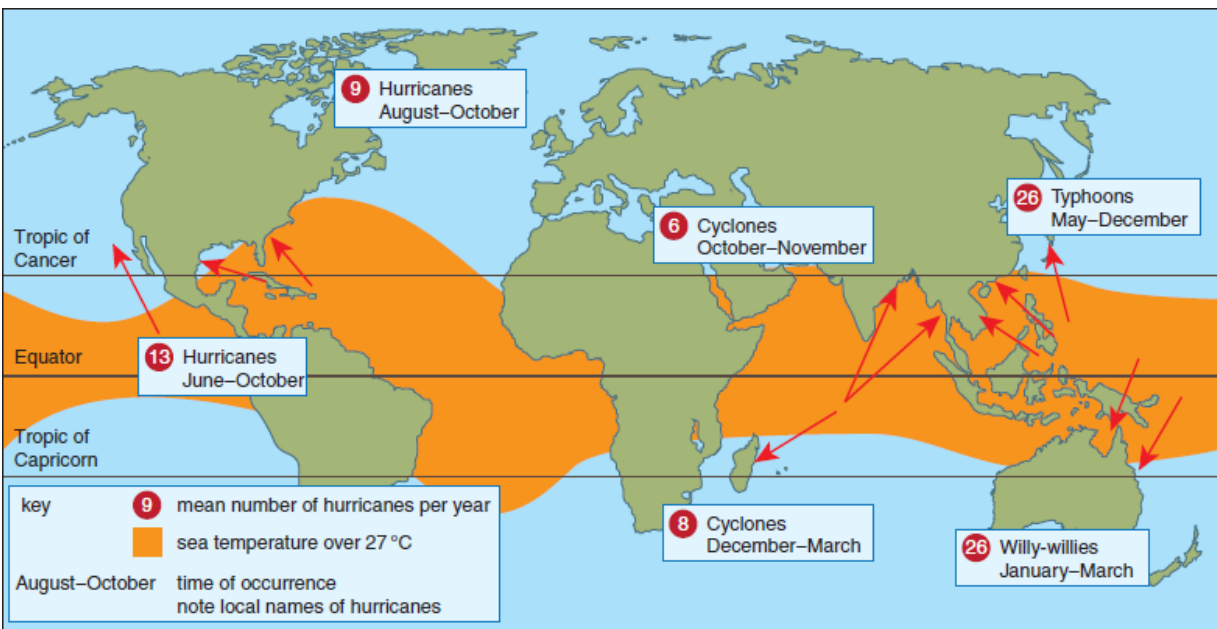 9 Hurricanes
August–October
26 Typhoons
May–December
6 Cyclones
October–November
Tropic of
Cancer
13 Hurricanes
June–October
Equator
Tropic of
Capricorn
8 Cyclones
December–March
26 Willy-willies
January–March
key
9 mean number of hurricanes per year
sea temperature over 27 °C
August–October time of occurrence
note local names of hurricanes